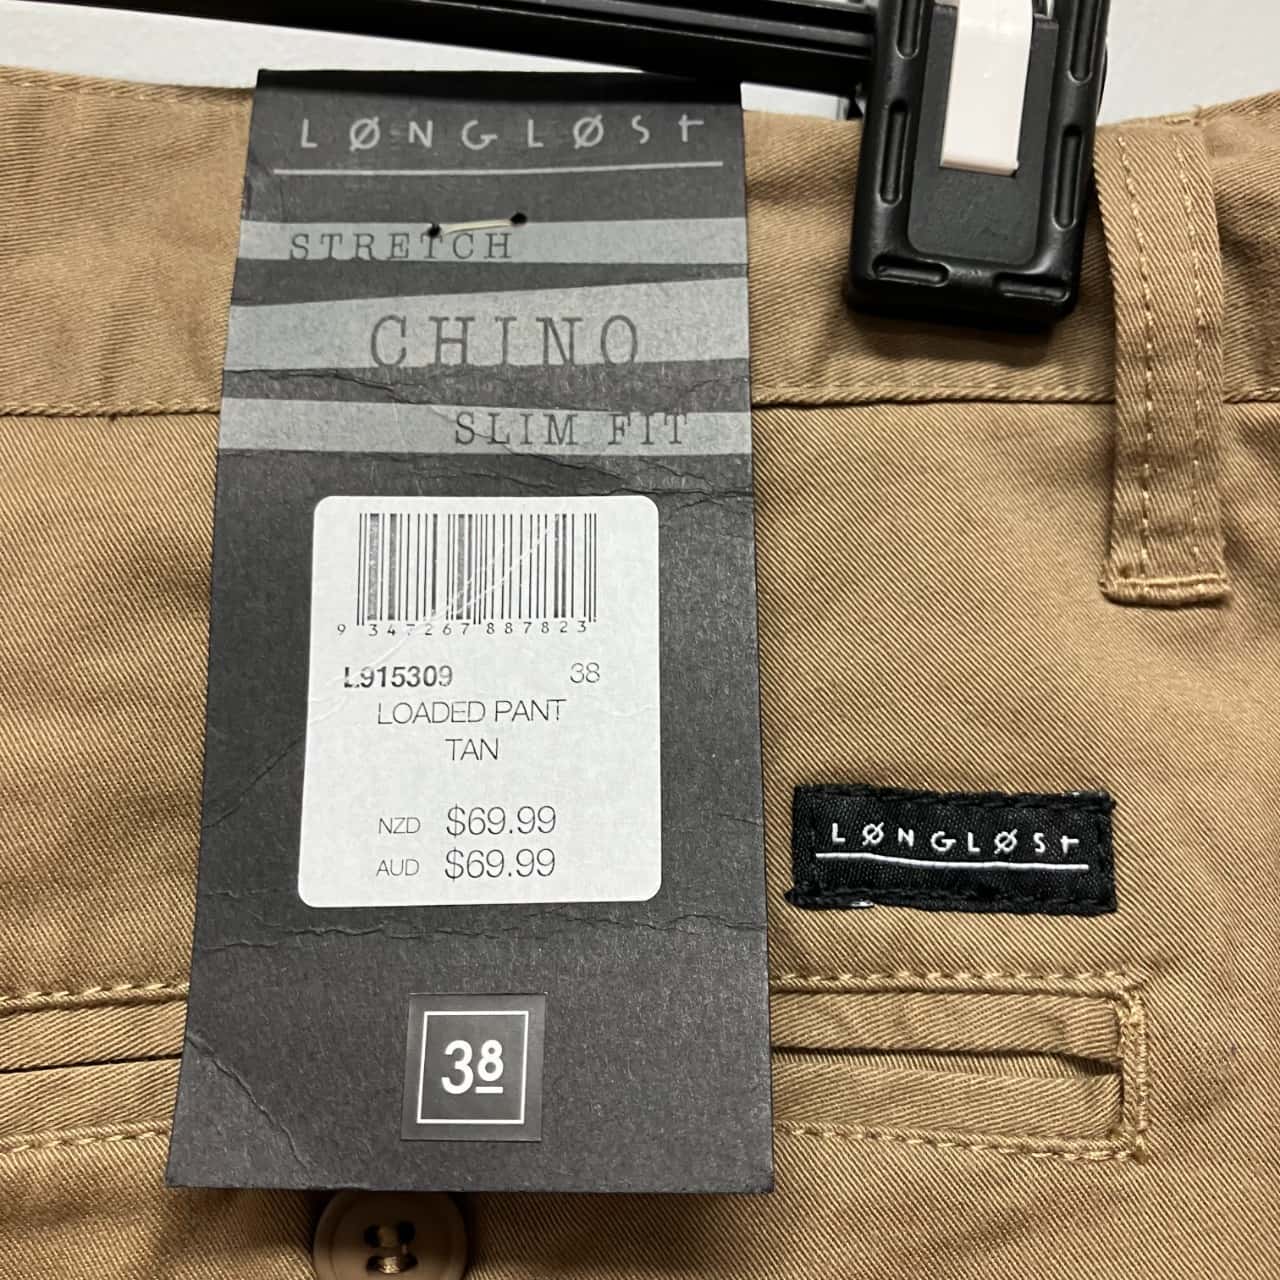 LØNGLØST
STRETCH
CHINO
SLIM FIT
9 347267 887823
L915309 38
LOADED PANT
TAN
NZD $69.99
AUD $69.99
38
LØNGLØST